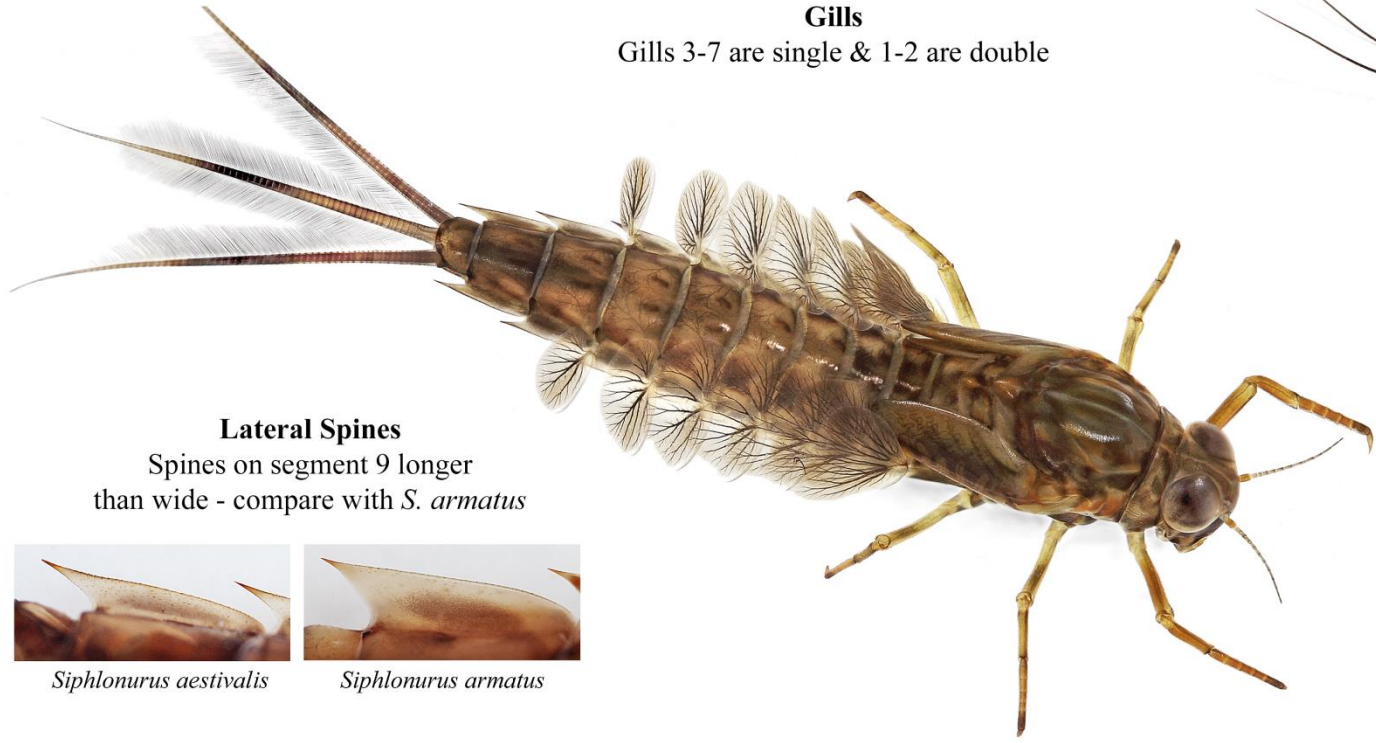 Gills
Gills 3-7 are single & 1-2 are double
Lateral Spines
Spines on segment 9 longer
than wide - compare with S. armatus
Siphlonurus aestivalis
Siphlonurus armatus